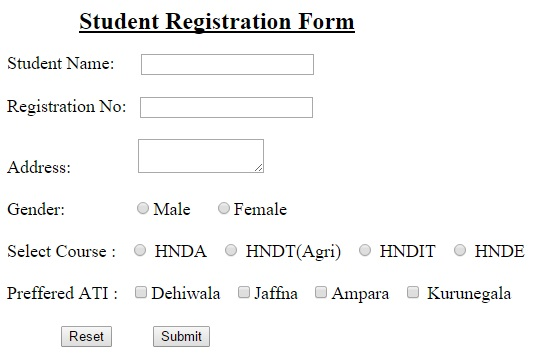 Student Registration Form
Student Name:
Registration No:
Address:
Gender: Male Female
Select Course : HNDA HNDT(Agri) HNDIT HNDE
Preffered ATI : Dehiwala Jaffna Ampara Kurunegala
Reset Submit